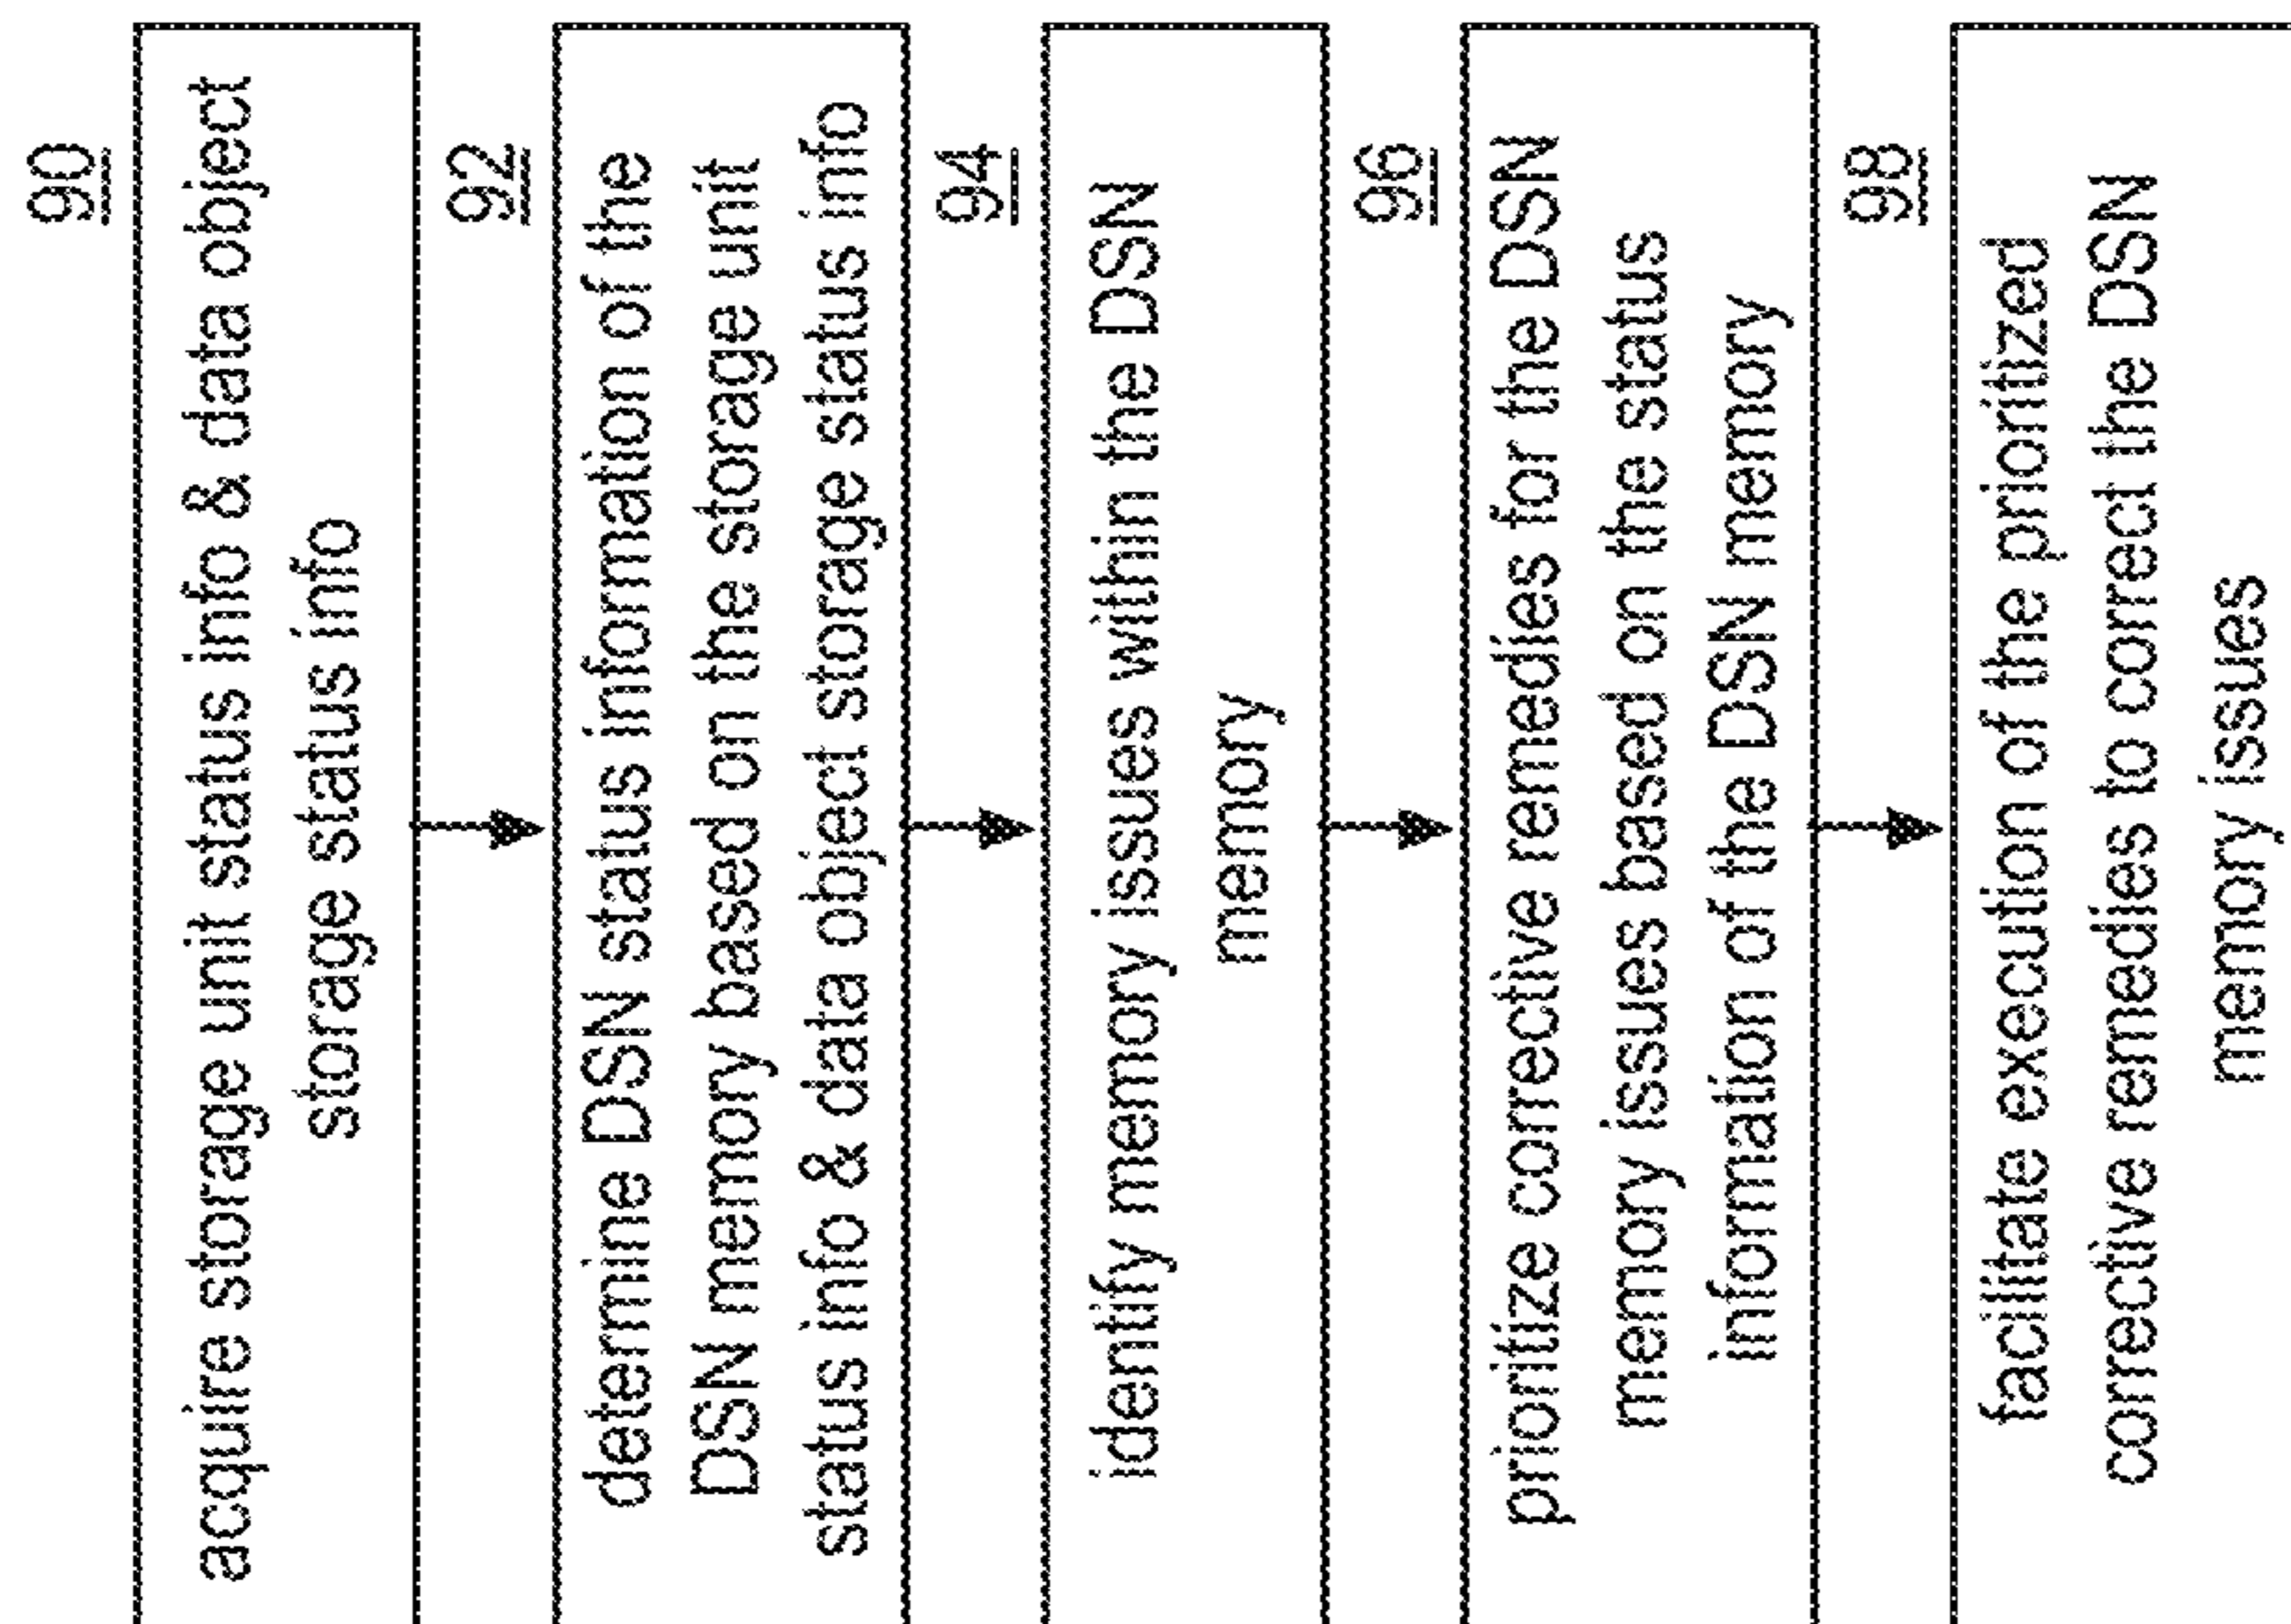 90
acquire storage unit status info & data object
storage status info
92
determine DSN status information of the
DSN memory based on the storage unit
status info & data object storage status info
94
identify memory issues within the DSN
memory
96
prioritize corrective remedies for the DSN
memory issues based on the status
information of the DSN memory
98
facilitate execution of the prioritized
corrective remedies to correct the DSN
memory issues